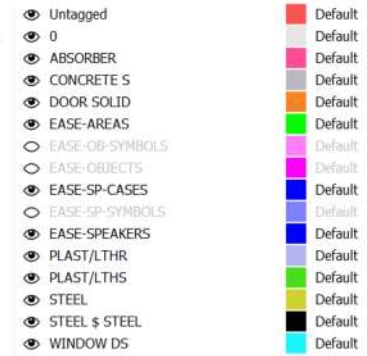 Untagged Default
0 Default
ABSORBER Default
CONCRETE S Default
DOOR SOLID Default
EASE-AREAS Default
EASE-OB-SYMBOLS Default
EASE-OBJECTS Default
EASE-SP-CASES Default
EASE-SP-SYMBOLS Default
EASE-SPEAKERS Default
PLAST/LTHR Default
PLAST/LTHS Default
STEEL Default
STEEL $ STEEL Default
WINDOW DS Default